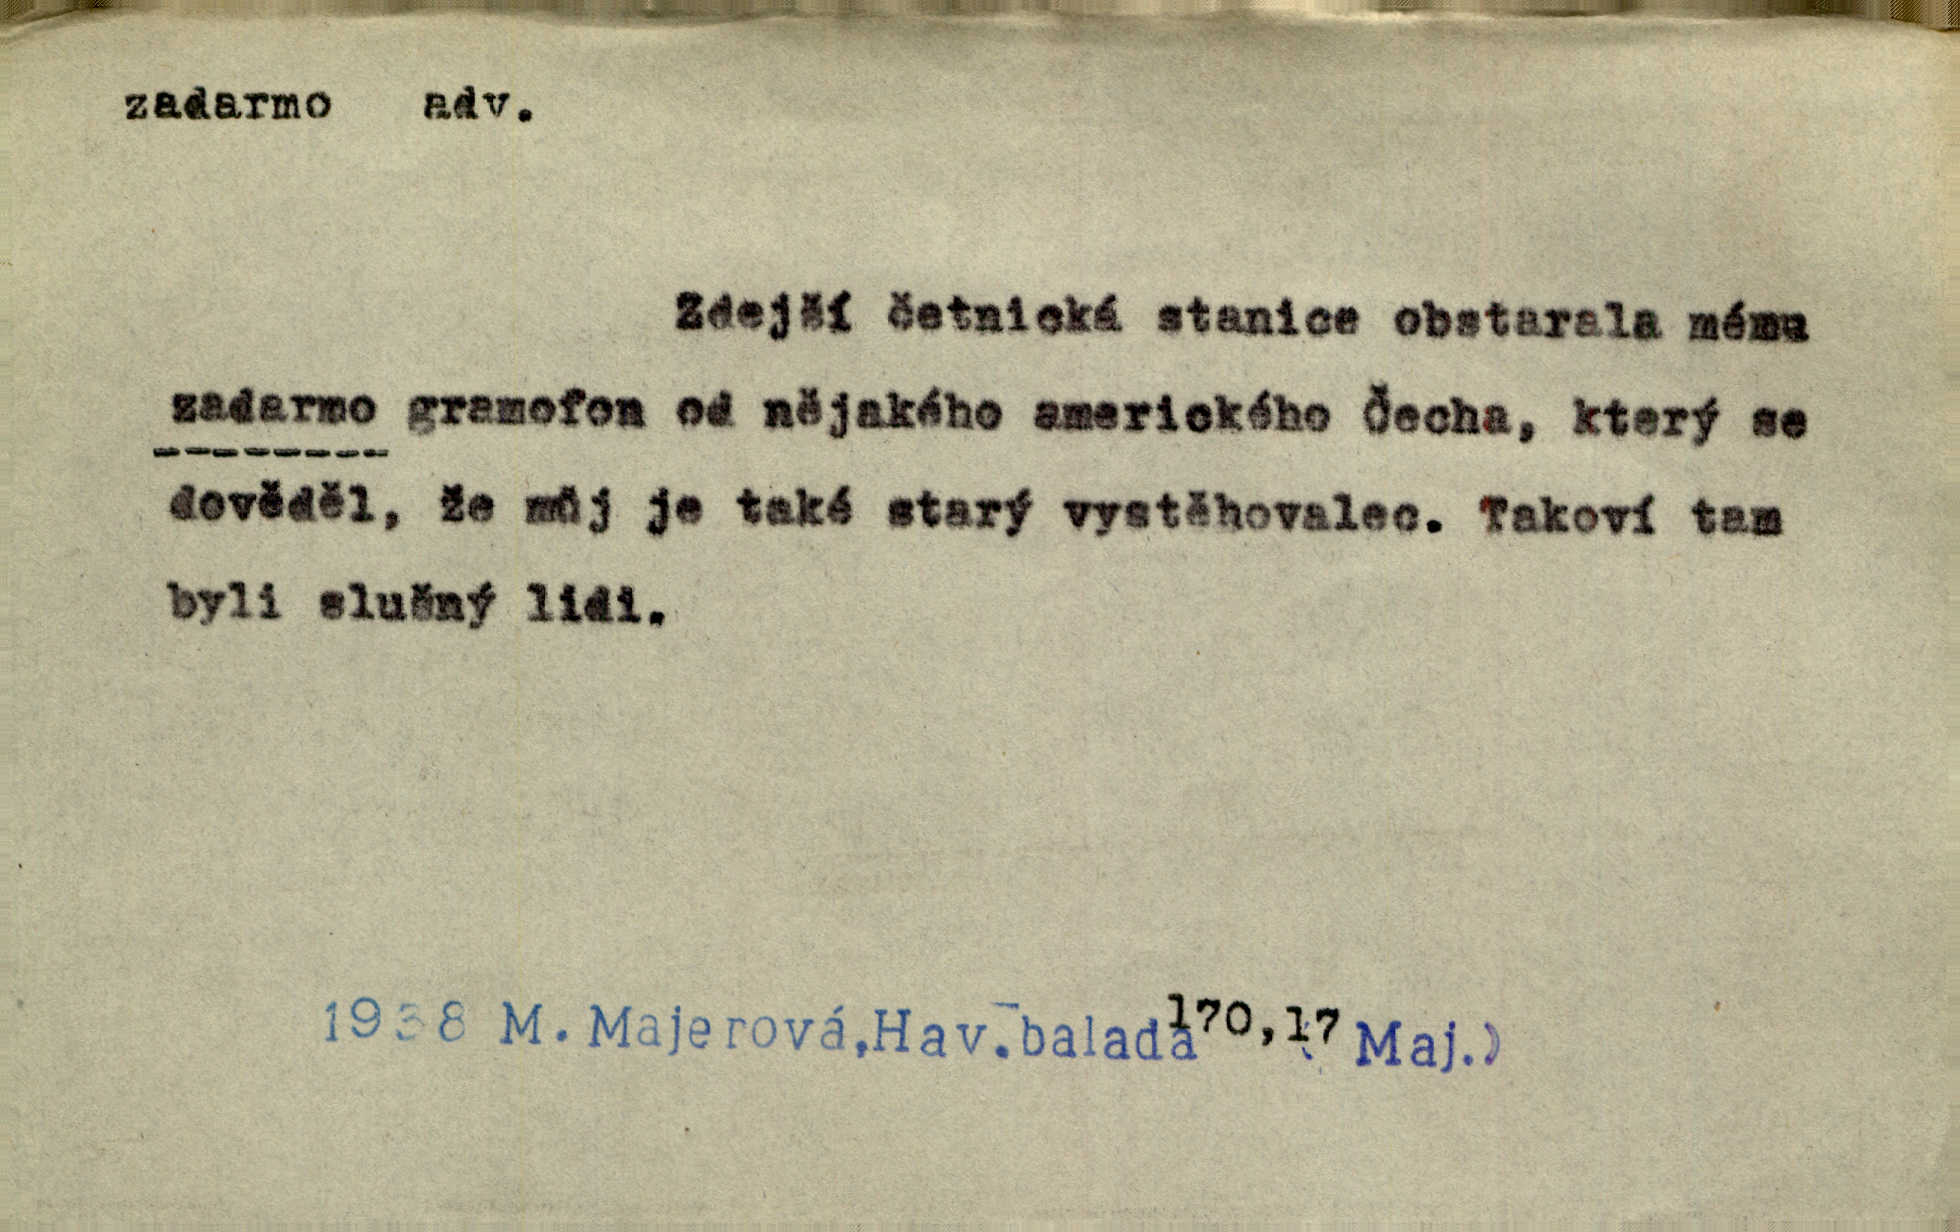 zadarmo adv.
Zdejší četnická stanice obstarala mému
zadarmo gramofon od nějakého amerického Čecha, který se
dověděl, že můj je také starý vystěhovalec. Takoví tam
byli slušný lidi.
1938 M. Majerová, Hav. balada 170,17 (Maj.)